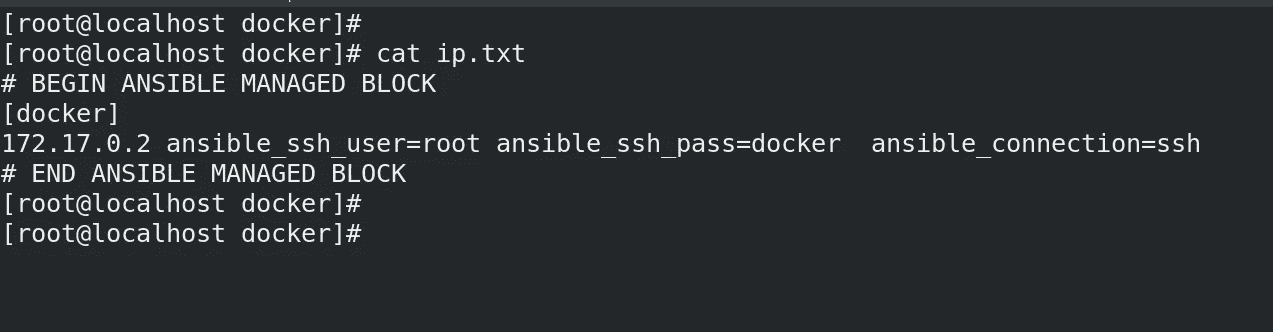 [root@localhost docker]#
[root@localhost docker]# cat ip.txt
# BEGIN ANSIBLE MANAGED BLOCK
[docker]
172.17.0.2 ansible_ssh_user=root ansible_ssh_pass=docker  ansible_connection=ssh
# END ANSIBLE MANAGED BLOCK
[root@localhost docker]#
[root@localhost docker]#